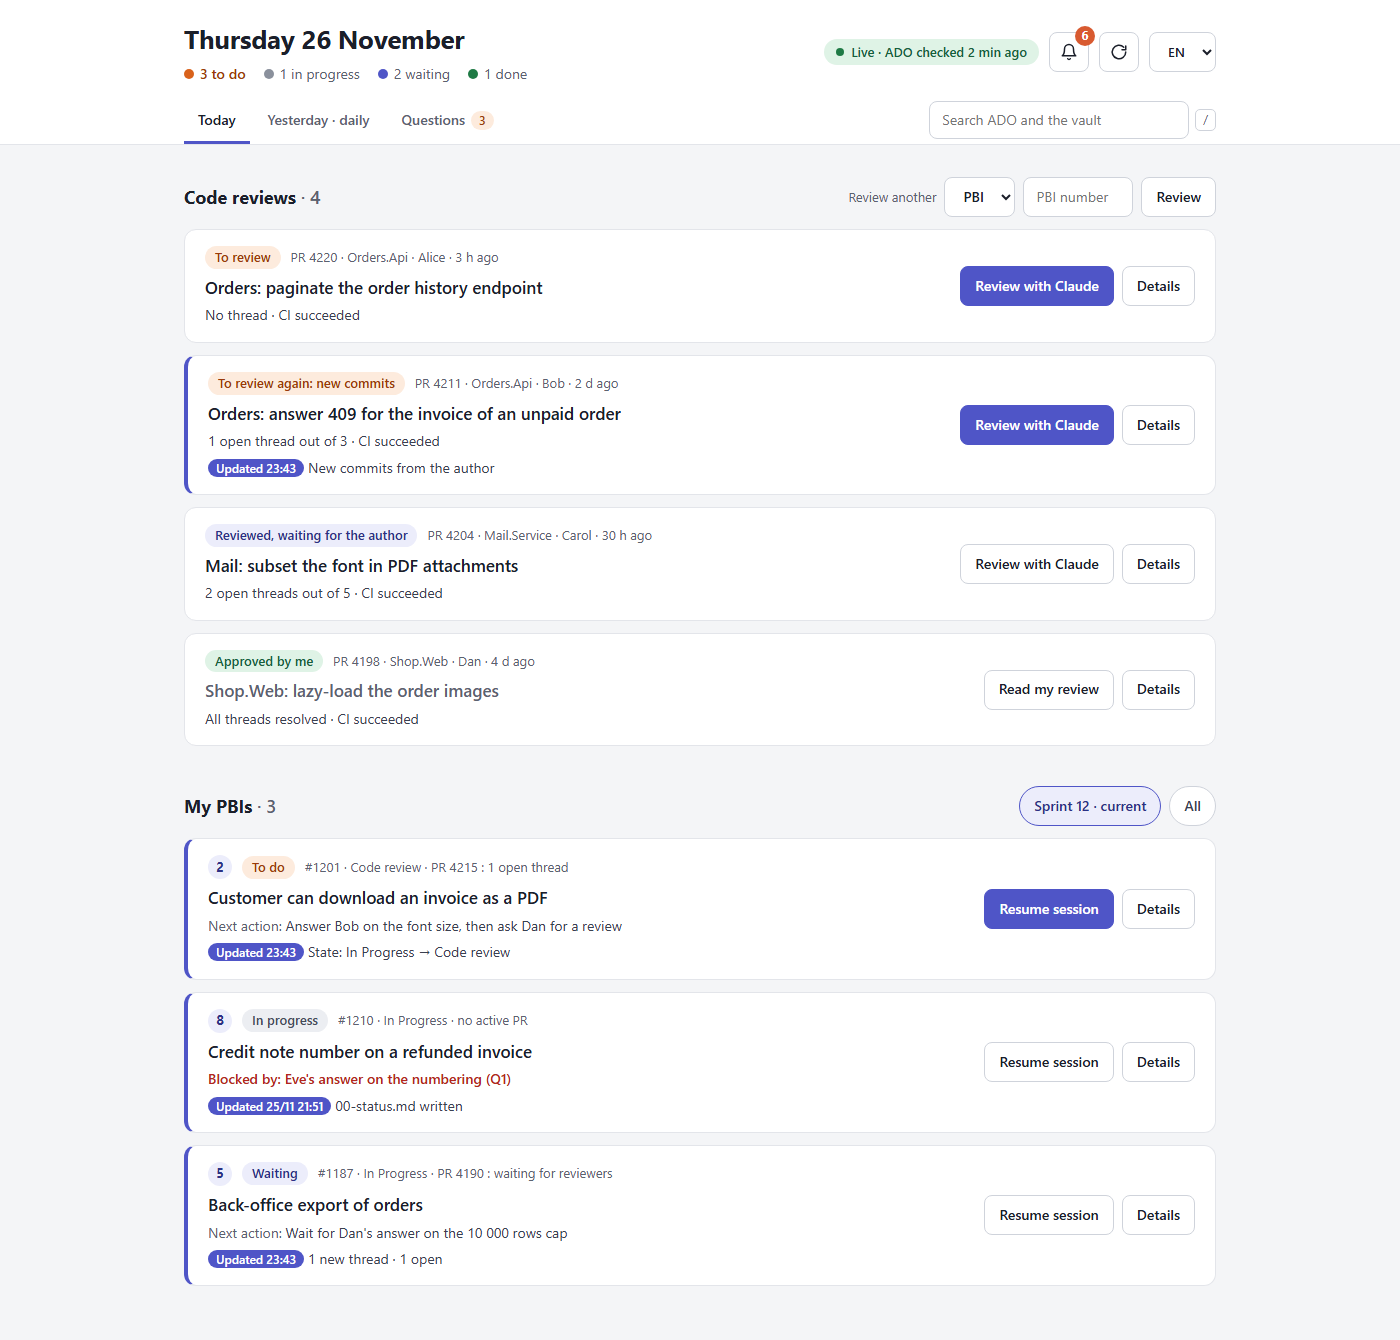 Thursday 26 November
3 to do 1 in progress 2 waiting 1 done
Live · ADO checked 2 min ago
6
EN
Today Yesterday · daily Questions 3
Search ADO and the vault /
Code reviews · 4
Review another PBI PBI number Review
To review PR 4220 · Orders.Api · Alice · 3 h ago
Orders: paginate the order history endpoint
No thread · CI succeeded
Review with Claude Details
To review again: new commits PR 4211 · Orders.Api · Bob · 2 d ago
Orders: answer 409 for the invoice of an unpaid order
1 open thread out of 3 · CI succeeded
Updated 23:43 New commits from the author
Review with Claude Details
Reviewed, waiting for the author PR 4204 · Mail.Service · Carol · 30 h ago
Mail: subset the font in PDF attachments
2 open threads out of 5 · CI succeeded
Review with Claude Details
Approved by me PR 4198 · Shop.Web · Dan · 4 d ago
Shop.Web: lazy-load the order images
All threads resolved · CI succeeded
Read my review Details
My PBIs · 3
Sprint 12 · current All
2 To do #1201 · Code review · PR 4215 : 1 open thread
Customer can download an invoice as a PDF
Next action: Answer Bob on the font size, then ask Dan for a review
Updated 23:43 State: In Progress → Code review
Resume session Details
8 In progress #1210 · In Progress · no active PR
Credit note number on a refunded invoice
Blocked by: Eve's answer on the numbering (Q1)
Updated 25/11 21:51 00-status.md written
Resume session Details
5 Waiting #1187 · In Progress · PR 4190 : waiting for reviewers
Back-office export of orders
Next action: Wait for Dan's answer on the 10 000 rows cap
Updated 23:43 1 new thread · 1 open
Resume session Details